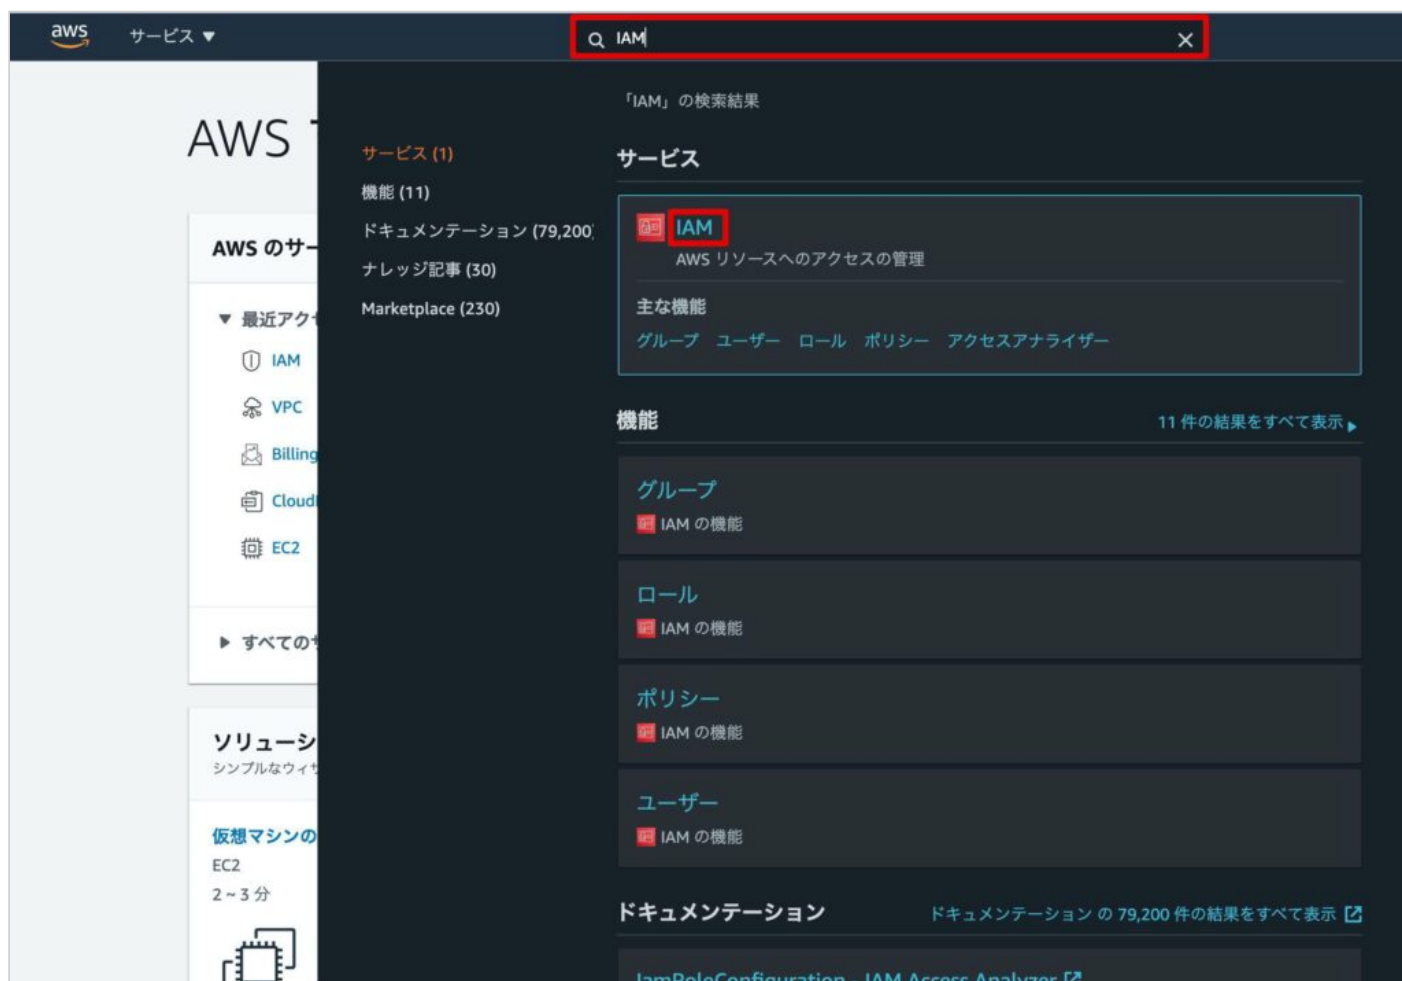 aws
サービス ▼
IAM
AWS
AWS のサー
▼ 最近アクセ
IAM
VPC
Billing
Cloud
EC2
▶ すべてのサ
ソリューシ
シンプルなウィザ
仮想マシンの
EC2
2 ~ 3 分
サービス (1)
機能 (11)
ドキュメンテーション (79,200)
ナレッジ記事 (30)
Marketplace (230)
「IAM」の検索結果
サービス
IAM
AWS リソースへのアクセスの管理
主な機能
グループ ユーザー ロール ポリシー アクセスアナライザー
機能
11 件の結果をすべて表示 ▶
グループ
IAM の機能
ロール
IAM の機能
ポリシー
IAM の機能
ユーザー
IAM の機能
ドキュメンテーション
ドキュメンテーション の 79,200 件の結果をすべて表示
IamRoleConfiguration - IAM Access Analyzer